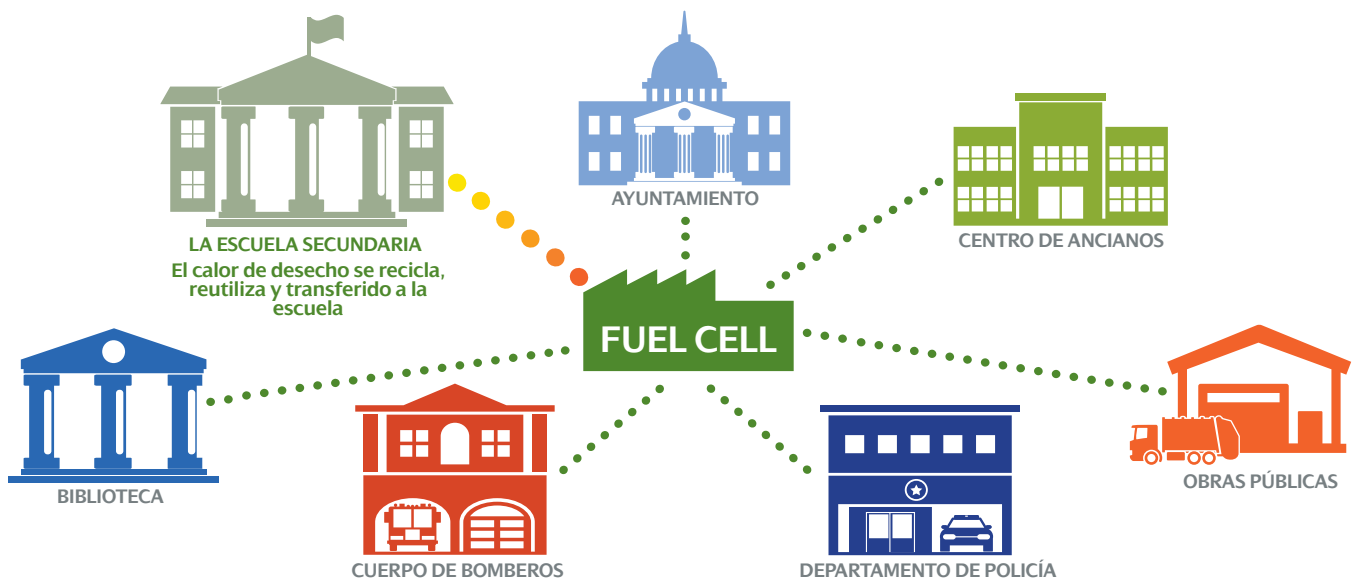 AYUNTAMIENTO
LA ESCUELA SECUNDARIA
El calor de desecho se recicla,
reutiliza y transferido a la
escuela
CENTRO DE ANCIANOS
FUEL CELL
BIBLIOTECA
OBRAS PÚBLICAS
CUERPO DE BOMBEROS
DEPARTAMENTO DE POLICÍA